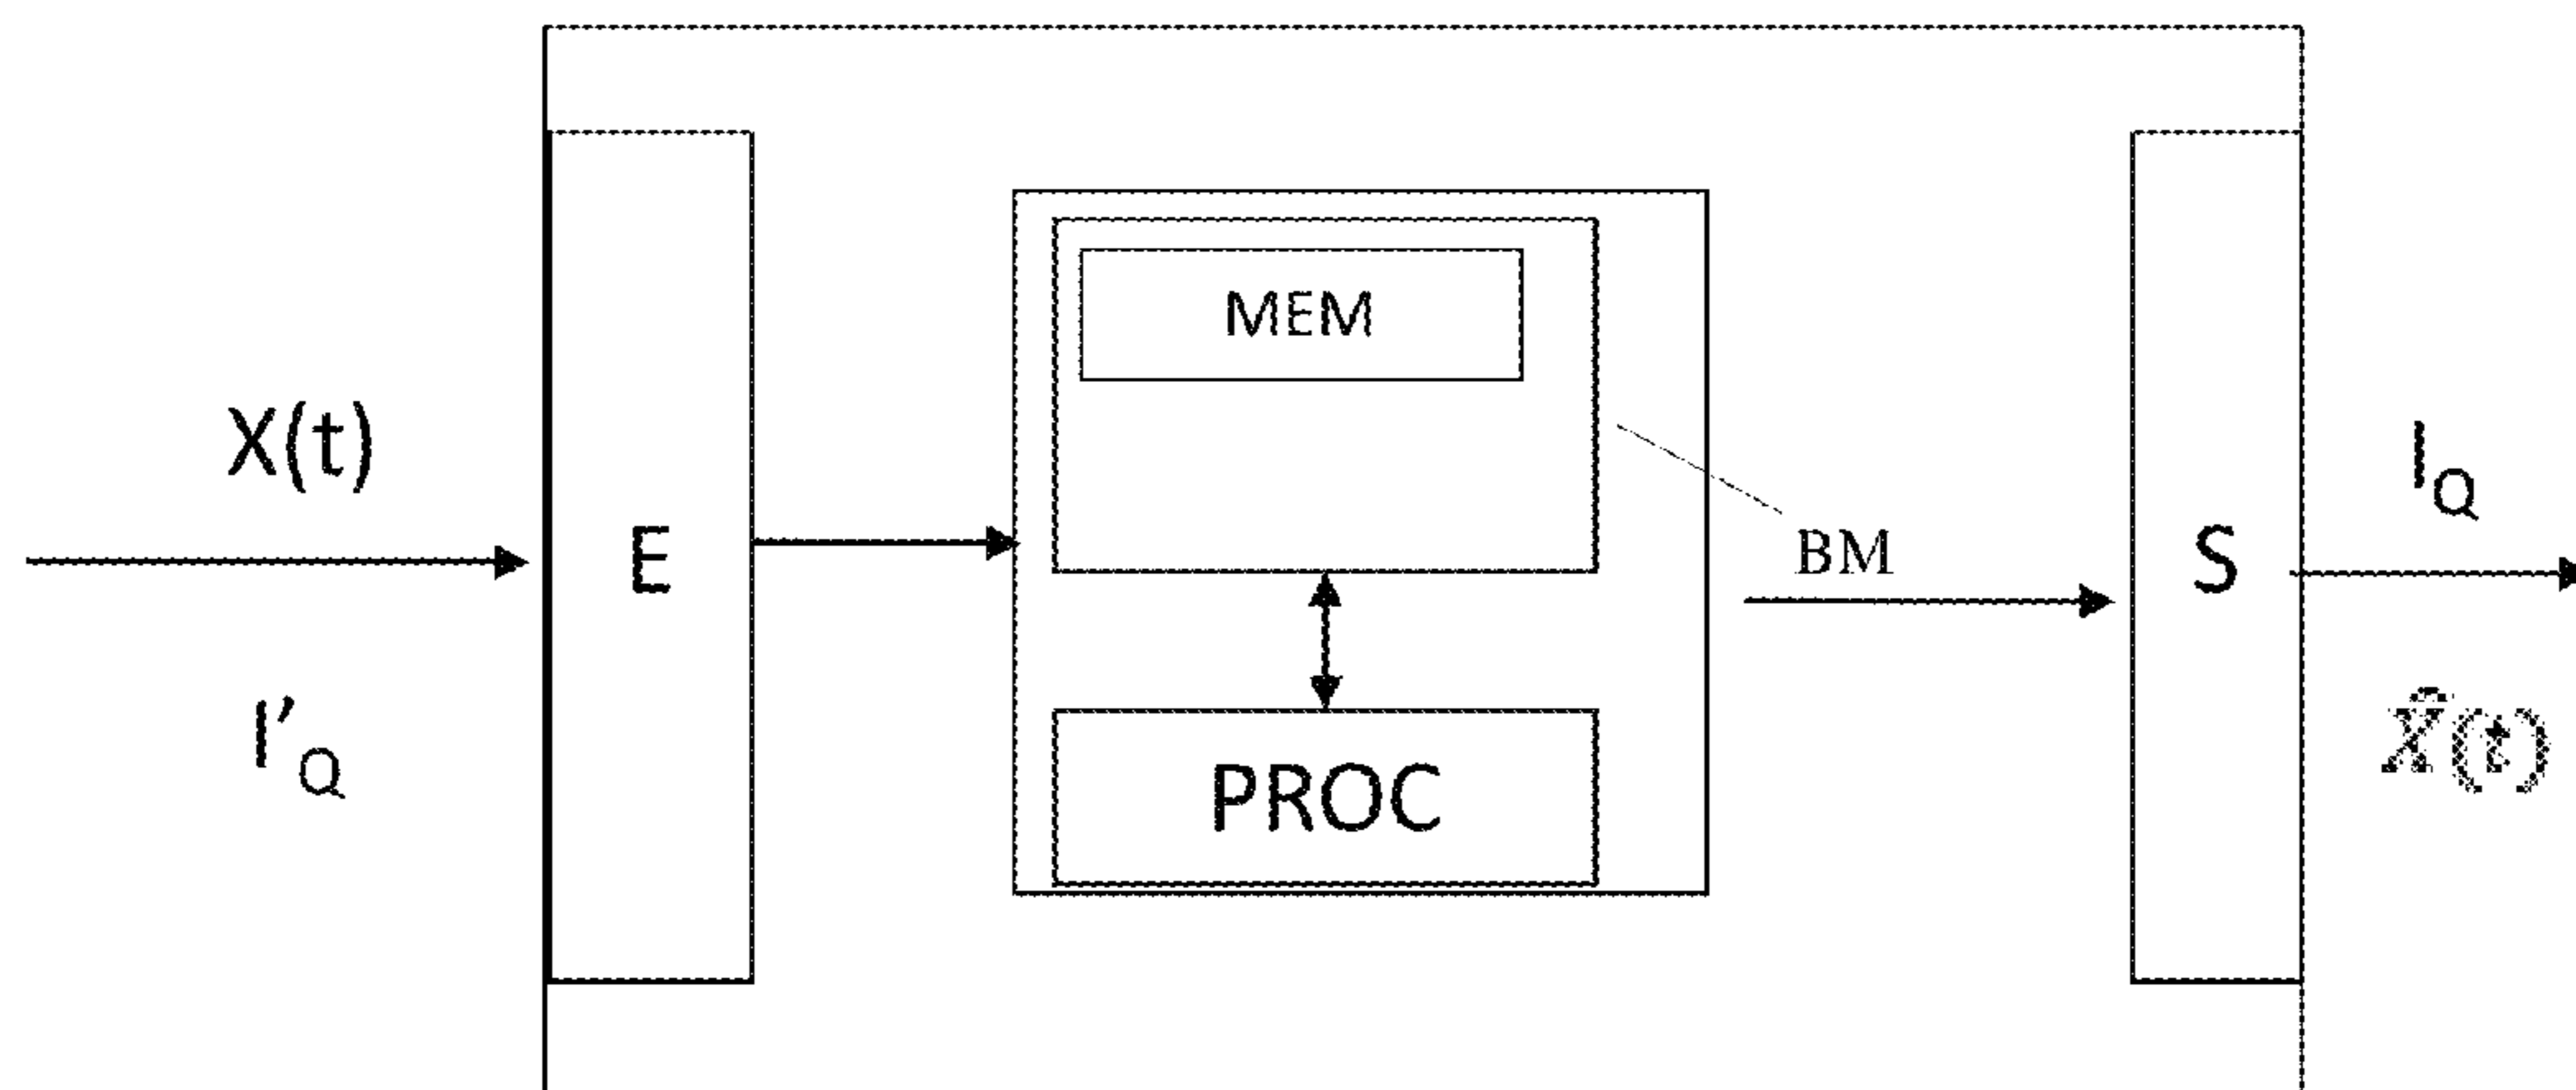 MEM
X(t)
E
I'Q
BM
PROC
S
IQ
X̂(t)